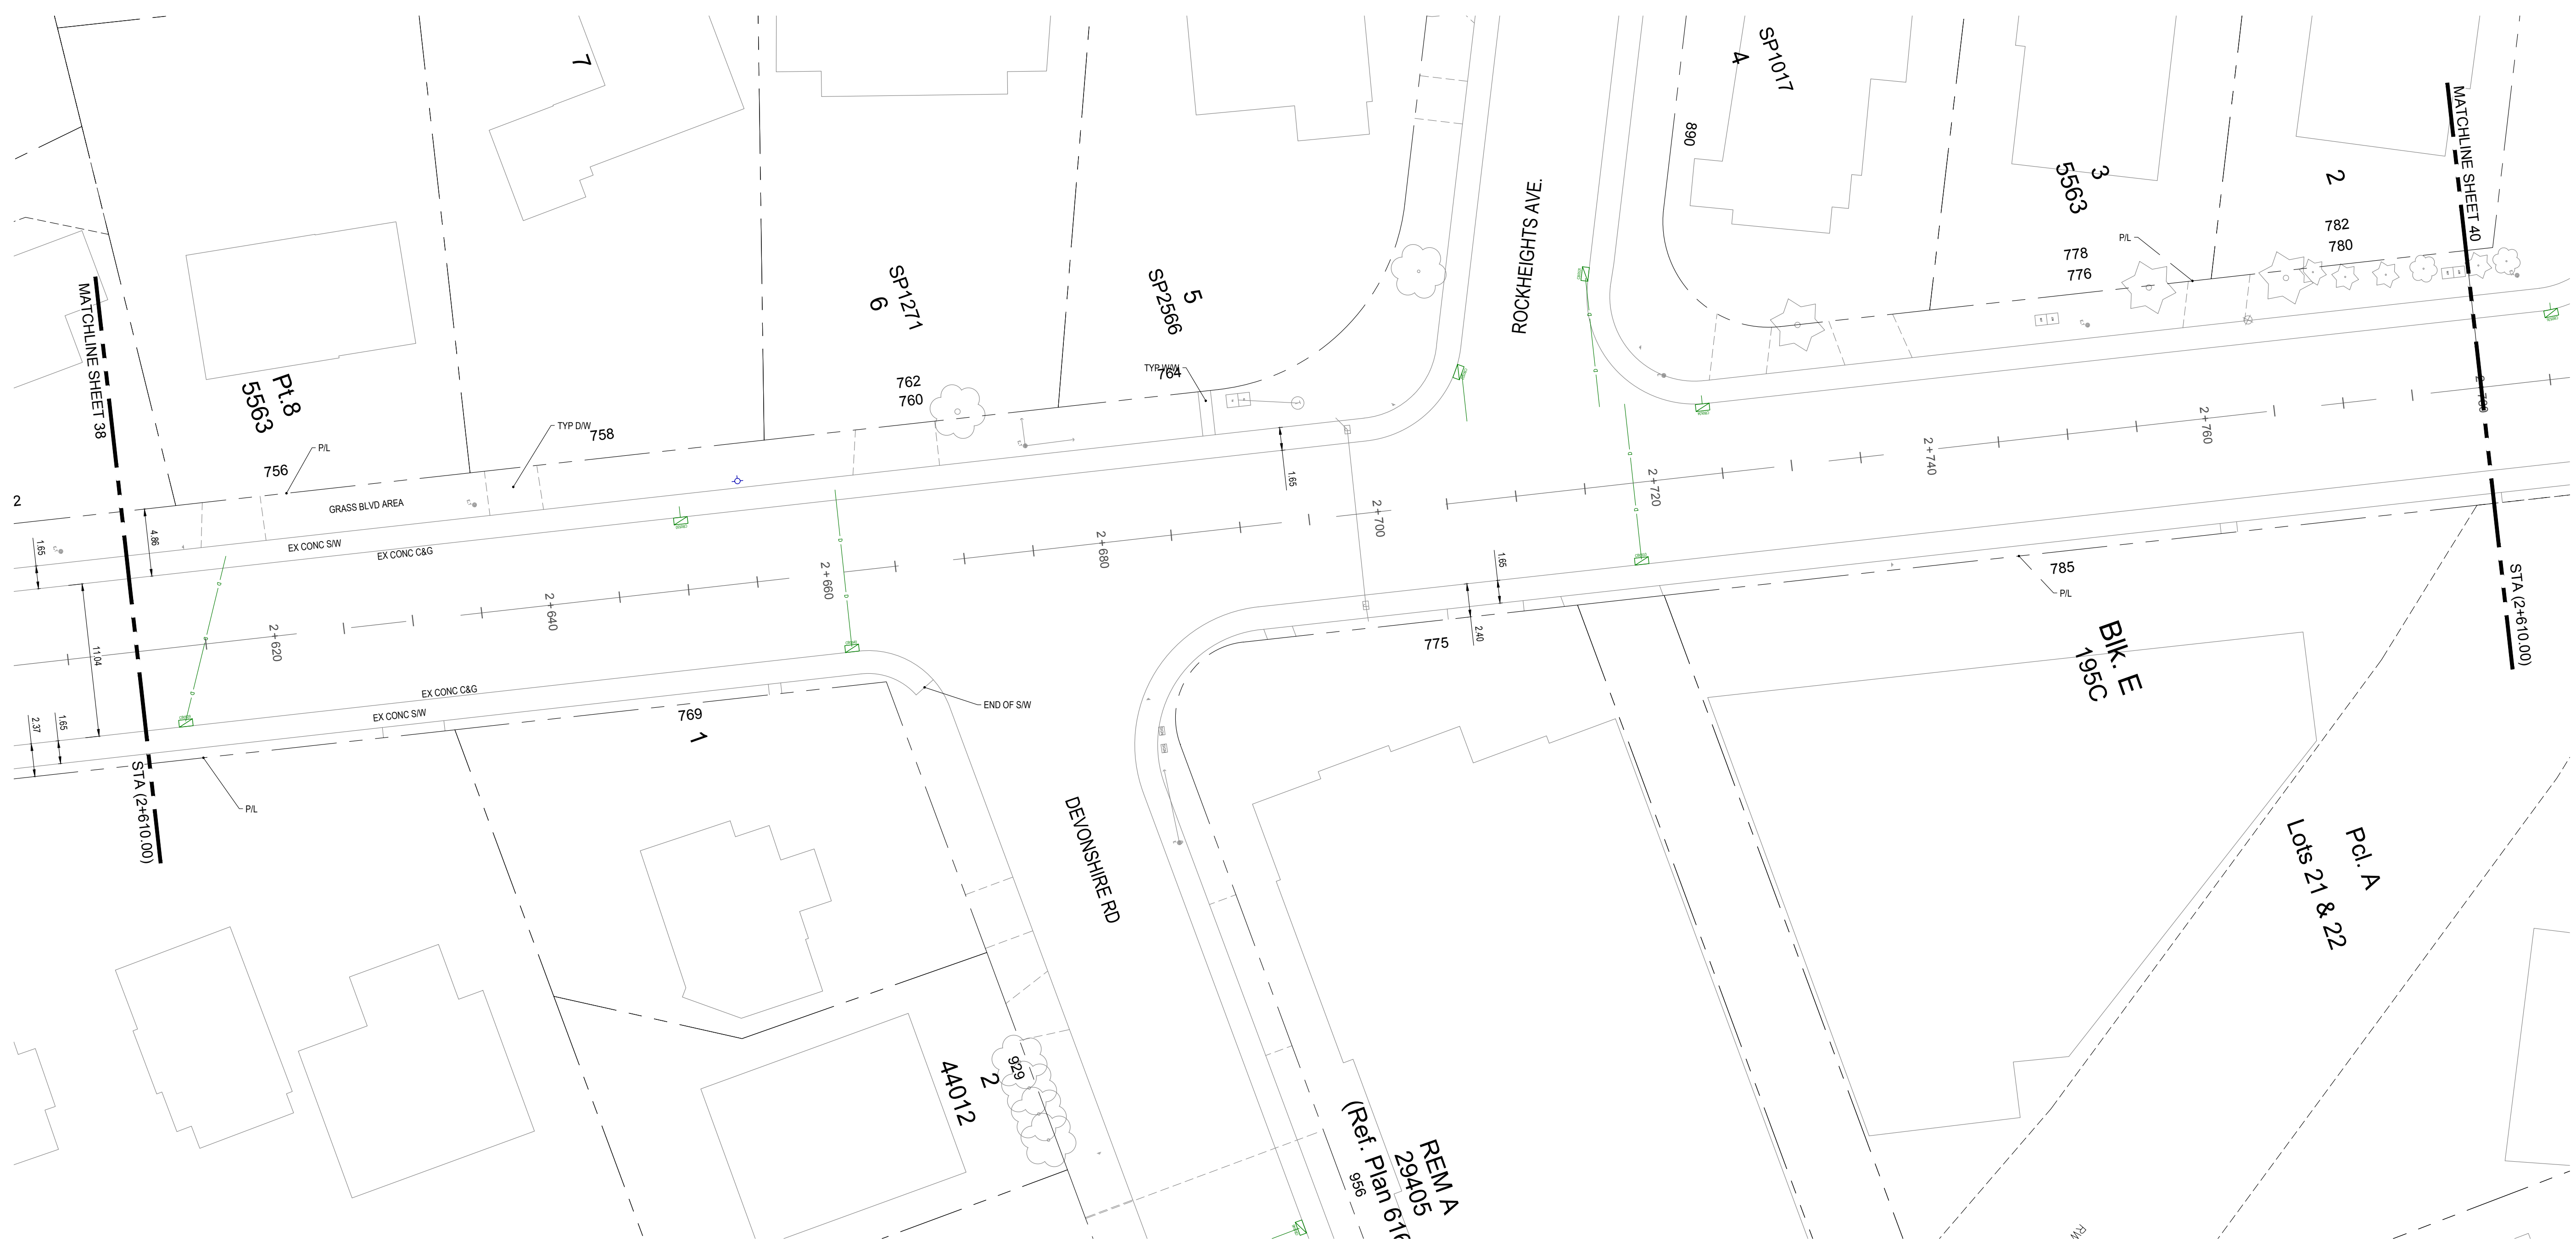 7
SP1017
4
890
MATCHLINE SHEET 40
3
5563
2
782
780
P/L
778
776
ROCKHEIGHTS AVE.
MATCHLINE SHEET 38
SP1271
6
5
SP2566
764
762
760
Pt.8
5563
TYP D/W
758
P/L
756
2
GRASS BLVD AREA
EX CONC S/W
EX CONC C&G
4.86
1.65
1.65
1.65
2+620
2+640
2+660
2+680
2+700
2+720
2+740
2+760
11.04
2.37
1.65
2.40
EX CONC C&G
EX CONC S/W
769
1
END OF S/W
775
785
P/L
STA (2+610.00)
STA (2+610.00)
P/L
Blk. E
195C
DEVONSHIRE RD
Pcl. A
Lots 21 & 22
929
2
44012
REM A
29405
(Ref. Plan 616
956
RW